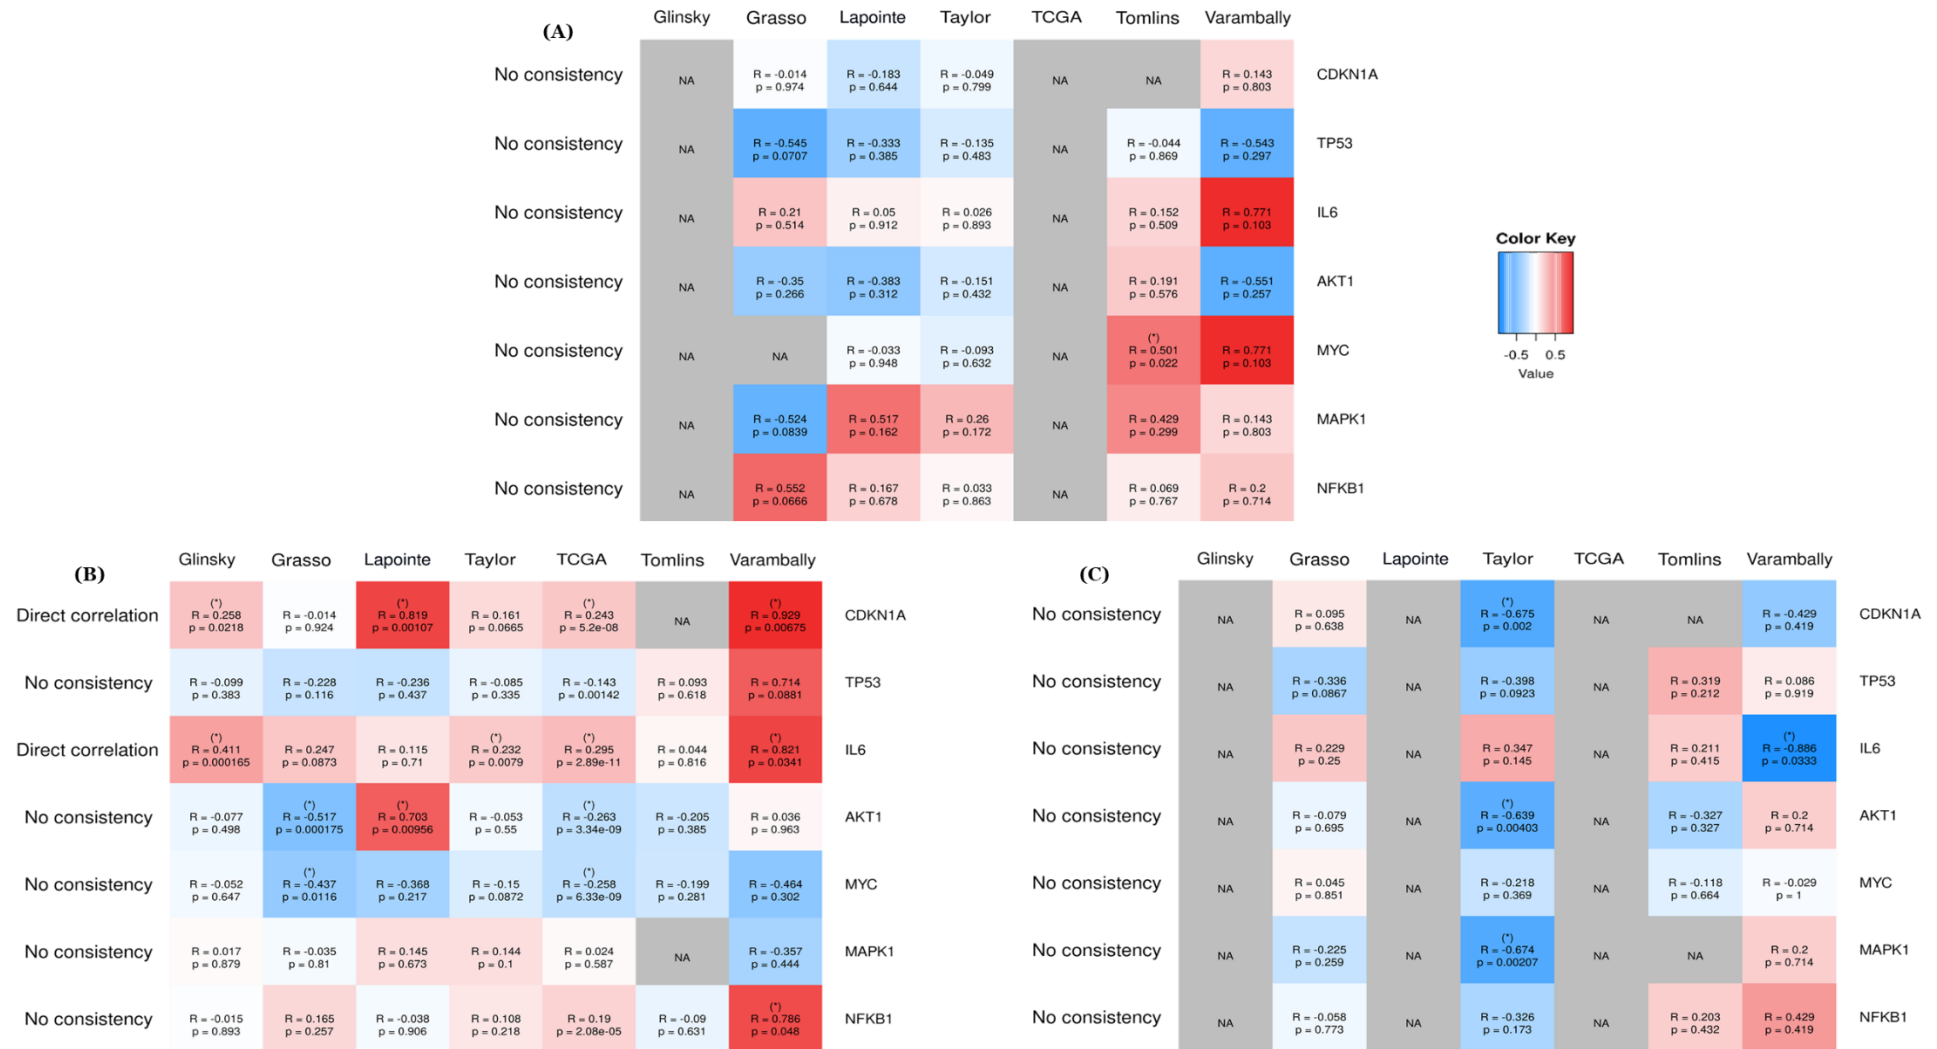 (A)
Glinsky Grasso Lapointe Taylor TCGA Tomlins Varambally
No consistency NA R = -0.014 R = -0.183 R = -0.049 NA NA R = 0.143 CDKN1A
p = 0.974 p = 0.644 p = 0.799 p = 0.803
No consistency NA R = -0.545 R = -0.333 R = -0.135 NA R = -0.044 R = -0.543 TP53
p = 0.0707 p = 0.385 p = 0.483 p = 0.869 p = 0.297
No consistency NA R = 0.21 R = 0.05 R = 0.026 NA R = 0.152 R = 0.771 IL6
p = 0.514 p = 0.912 p = 0.893 p = 0.509 p = 0.103
No consistency NA R = -0.35 R = -0.383 R = -0.151 NA R = 0.191 R = -0.551 AKT1
p = 0.266 p = 0.312 p = 0.432 p = 0.576 p = 0.257
(*)
No consistency NA NA R = -0.033 R = -0.093 NA R = 0.501 R = 0.771 MYC
p = 0.948 p = 0.632 p = 0.022 p = 0.103
No consistency NA R = -0.524 R = 0.517 R = 0.26 NA R = 0.429 R = 0.143 MAPK1
p = 0.0839 p = 0.162 p = 0.172 p = 0.299 p = 0.803
No consistency NA R = 0.552 R = 0.167 R = 0.033 NA R = 0.069 R = 0.2 NFKB1
p = 0.0666 p = 0.678 p = 0.863 p = 0.767 p = 0.714
Color Key
-0.5 0.5
Value
(B)
Glinsky Grasso Lapointe Taylor TCGA Tomlins Varambally
(*) (*) (*) (*)
Direct correlation R = 0.258 R = -0.014 R = 0.819 R = 0.161 R = 0.243 NA R = 0.929 CDKN1A
p = 0.0218 p = 0.924 p = 0.00107 p = 0.0665 p = 5.2e-08 p = 0.00675
No consistency R = -0.099 R = -0.228 R = -0.236 R = -0.085 R = -0.143 R = 0.093 R = 0.714 TP53
p = 0.383 p = 0.116 p = 0.437 p = 0.335 p = 0.00142 p = 0.618 p = 0.0881
(*) (*) (*) (*)
Direct correlation R = 0.411 R = 0.247 R = 0.115 R = 0.232 R = 0.295 R = 0.044 R = 0.821 IL6
p = 0.000165 p = 0.0873 p = 0.71 p = 0.0079 p = 2.89e-11 p = 0.816 p = 0.0341
(*) (*) (*)
No consistency R = -0.077 R = -0.517 R = 0.703 R = -0.053 R = -0.263 R = -0.205 R = 0.036 AKT1
p = 0.498 p = 0.000175 p = 0.00956 p = 0.55 p = 3.34e-09 p = 0.385 p = 0.963
(*) (*)
No consistency R = -0.052 R = -0.437 R = -0.368 R = -0.15 R = -0.258 R = -0.199 R = -0.464 MYC
p = 0.647 p = 0.0116 p = 0.217 p = 0.0872 p = 6.33e-09 p = 0.281 p = 0.302
No consistency R = 0.017 R = -0.035 R = 0.145 R = 0.144 R = 0.024 NA R = -0.357 MAPK1
p = 0.879 p = 0.81 p = 0.673 p = 0.1 p = 0.587 p = 0.444
(*)
No consistency R = -0.015 R = 0.165 R = -0.038 R = 0.108 R = 0.19 R = -0.09 R = 0.786 NFKB1
p = 0.893 p = 0.257 p = 0.906 p = 0.218 p = 2.08e-05 p = 0.631 p = 0.048
(C)
Glinsky Grasso Lapointe Taylor TCGA Tomlins Varambally
(*)
No consistency NA R = 0.095 NA R = -0.675 NA NA R = -0.429 CDKN1A
p = 0.638 p = 0.002 p = 0.419
No consistency NA R = -0.336 NA R = -0.398 NA R = 0.319 R = 0.086 TP53
p = 0.0867 p = 0.0923 p = 0.212 p = 0.919
(*)
No consistency NA R = 0.229 NA R = 0.347 NA R = 0.211 R = -0.886 IL6
p = 0.25 p = 0.145 p = 0.415 p = 0.0333
(*)
No consistency NA R = -0.079 NA R = -0.639 NA R = -0.327 R = 0.2 AKT1
p = 0.695 p = 0.00403 p = 0.327 p = 0.714
No consistency NA R = 0.045 NA R = -0.218 NA R = -0.118 R = -0.029 MYC
p = 0.851 p = 0.369 p = 0.664 p = 1
(*)
No consistency NA R = -0.225 NA R = -0.674 NA NA R = 0.2 MAPK1
p = 0.259 p = 0.00207 p = 0.714
No consistency NA R = -0.058 NA R = -0.326 NA R = 0.203 R = 0.429 NFKB1
p = 0.773 p = 0.173 p = 0.432 p = 0.419